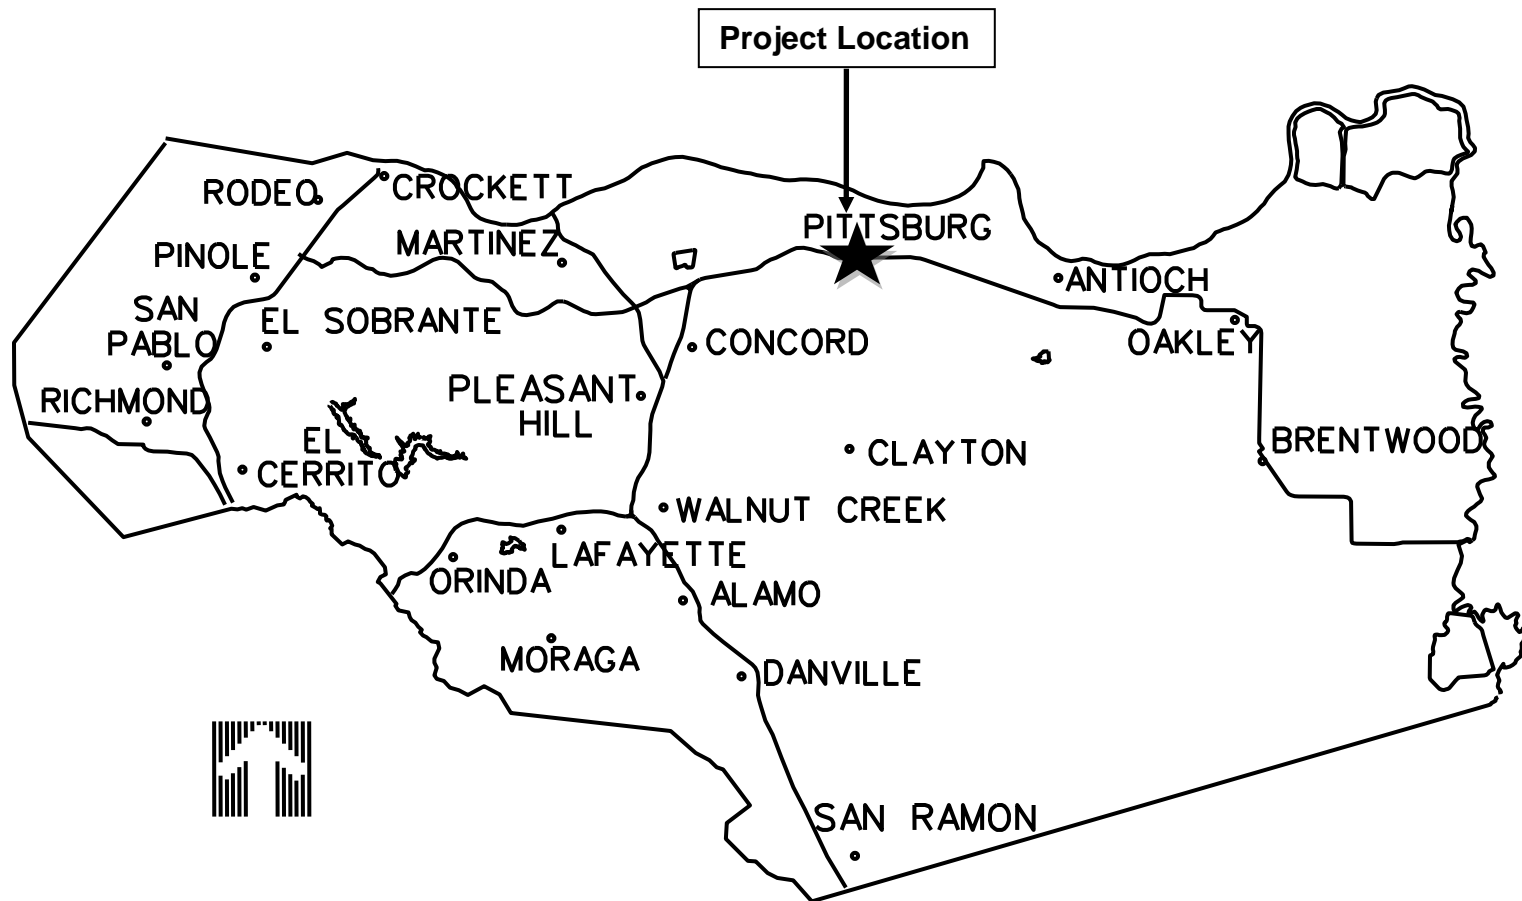 Project Location
RODEO
CROCKETT
PITTSBURG
MARTINEZ
PINOLE
ANTIOCH
SAN
PABLO
EL SOBRANTE
CONCORD
OAKLEY
RICHMOND
PLEASANT
HILL
EL
CERRITO
CLAYTON
BRENTWOOD
WALNUT CREEK
LAFAYETTE
ORINDA
ALAMO
MORAGA
DANVILLE
SAN RAMON